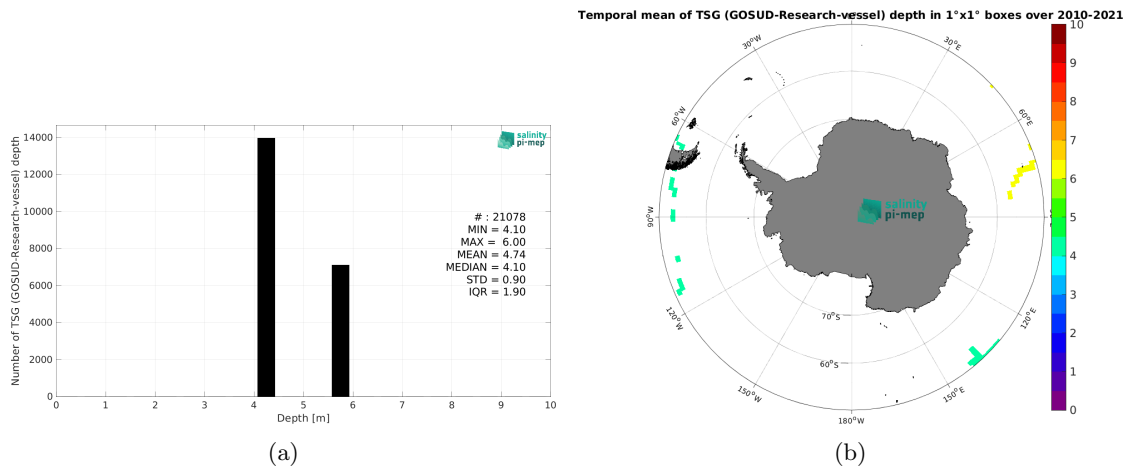 Number of TSG (GOSUD-Research-vessel) depth
14000
12000
10000
8000
6000
4000
2000
0
0 1 2 3 4 5 6 7 8 9 10
Depth [m]
salinity
pi-mep
# : 21078
MIN = 4.10
MAX = 6.00
MEAN = 4.74
MEDIAN = 4.10
STD = 0.90
IQR = 1.90
(a)
Temporal mean of TSG (GOSUD-Research-vessel) depth in 1°x1° boxes over 2010-2021
30°W
30°E
60°W
60°E
90°W
120°W
120°E
150°W
150°E
180°W
70°S
60°S
salinity
pi-mep
10
9
8
7
6
5
4
3
2
1
0
(b)